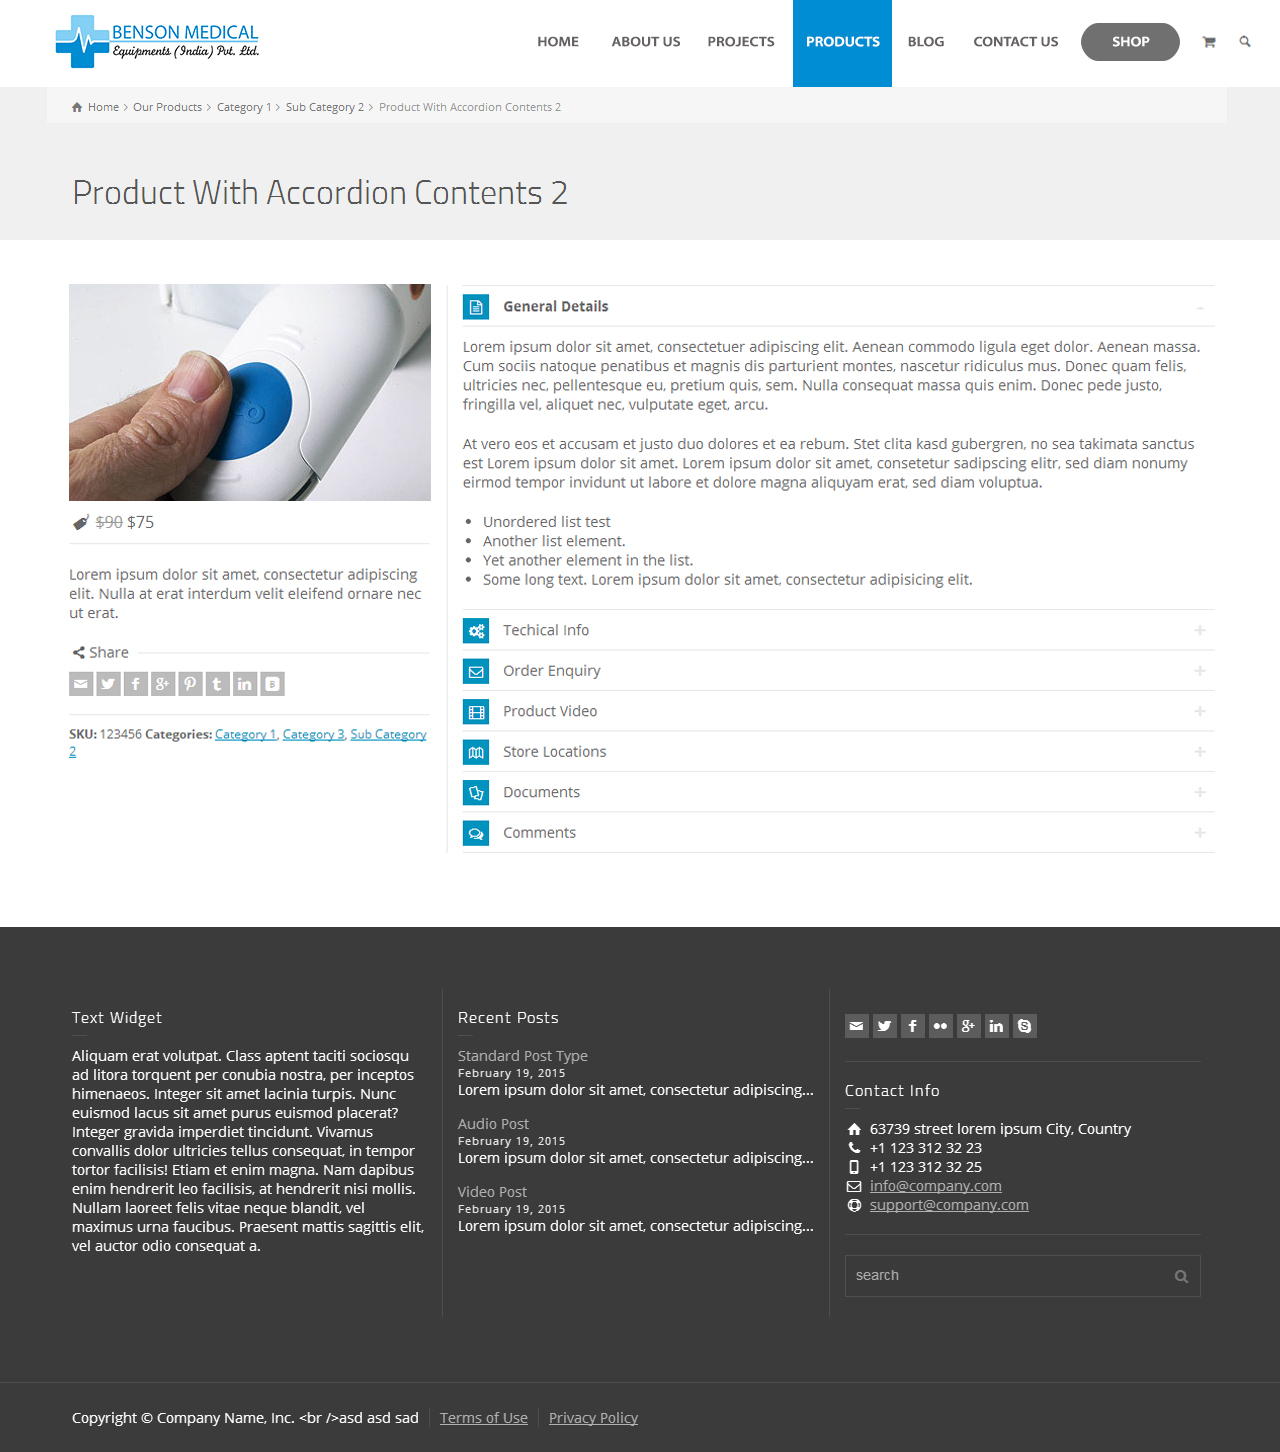 BENSON MEDICAL
Equipments (India) Pvt. Ltd.
HOME ABOUT US PROJECTS PRODUCTS BLOG CONTACT US SHOP
Home Our Products Category 1 Sub Category 2 Product With Accordion Contents 2
Product With Accordion Contents 2
$90 $75
Lorem ipsum dolor sit amet, consectetur adipiscing
elit. Nulla at erat interdum velit eleifend ornare nec
ut erat.
Share
SKU: 123456 Categories: Category 1, Category 3, Sub Category
2
General Details
Lorem ipsum dolor sit amet, consectetuer adipiscing elit. Aenean commodo ligula eget dolor. Aenean massa.
Cum sociis natoque penatibus et magnis dis parturient montes, nascetur ridiculus mus. Donec quam felis,
ultricies nec, pellentesque eu, pretium quis, sem. Nulla consequat massa quis enim. Donec pede justo,
fringilla vel, aliquet nec, vulputate eget, arcu.
At vero eos et accusam et justo duo dolores et ea rebum. Stet clita kasd gubergren, no sea takimata sanctus
est Lorem ipsum dolor sit amet. Lorem ipsum dolor sit amet, consetetur sadipscing elitr, sed diam nonumy
eirmod tempor invidunt ut labore et dolore magna aliquyam erat, sed diam voluptua.
• Unordered list test
• Another list element.
• Yet another element in the list.
• Some long text. Lorem ipsum dolor sit amet, consectetur adipisicing elit.
Techical Info
Order Enquiry
Product Video
Store Locations
Documents
Comments
Text Widget
Aliquam erat volutpat. Class aptent taciti sociosqu
ad litora torquent per conubia nostra, per inceptos
himenaeos. Integer sit amet lacinia turpis. Nunc
euismod lacus sit amet purus euismod placerat?
Integer gravida imperdiet tincidunt. Vivamus
convallis dolor ultricies tellus consequat, in tempor
tortor facilisis! Etiam et enim magna. Nam dapibus
enim hendrerit leo facilisis, at hendrerit nisi mollis.
Nullam laoreet felis vitae neque blandit, vel
maximus urna faucibus. Praesent mattis sagittis elit,
vel auctor odio consequat a.
Recent Posts
Standard Post Type
February 19, 2015
Lorem ipsum dolor sit amet, consectetur adipiscing...
Audio Post
February 19, 2015
Lorem ipsum dolor sit amet, consectetur adipiscing...
Video Post
February 19, 2015
Lorem ipsum dolor sit amet, consectetur adipiscing...
Contact Info
63739 street lorem ipsum City, Country
+1 123 312 32 23
+1 123 312 32 25
info@company.com
support@company.com
search
Copyright © Company Name, Inc. <br />asd asd sad Terms of Use Privacy Policy